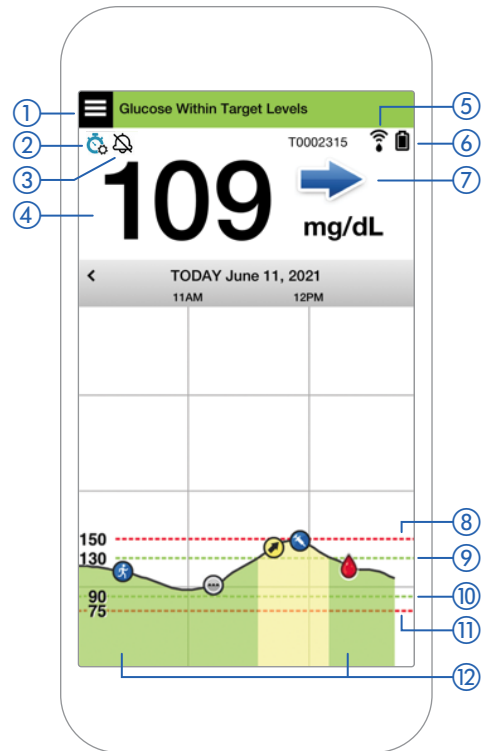 ① Glucose Within Target Levels ⑤
② ③ T0002315 ⑥
④ 109 mg/dL ⑦
TODAY June 11, 2021
11AM 12PM
150 ⑧
130 ⑨
90 ⑩
75 ⑪
⑫